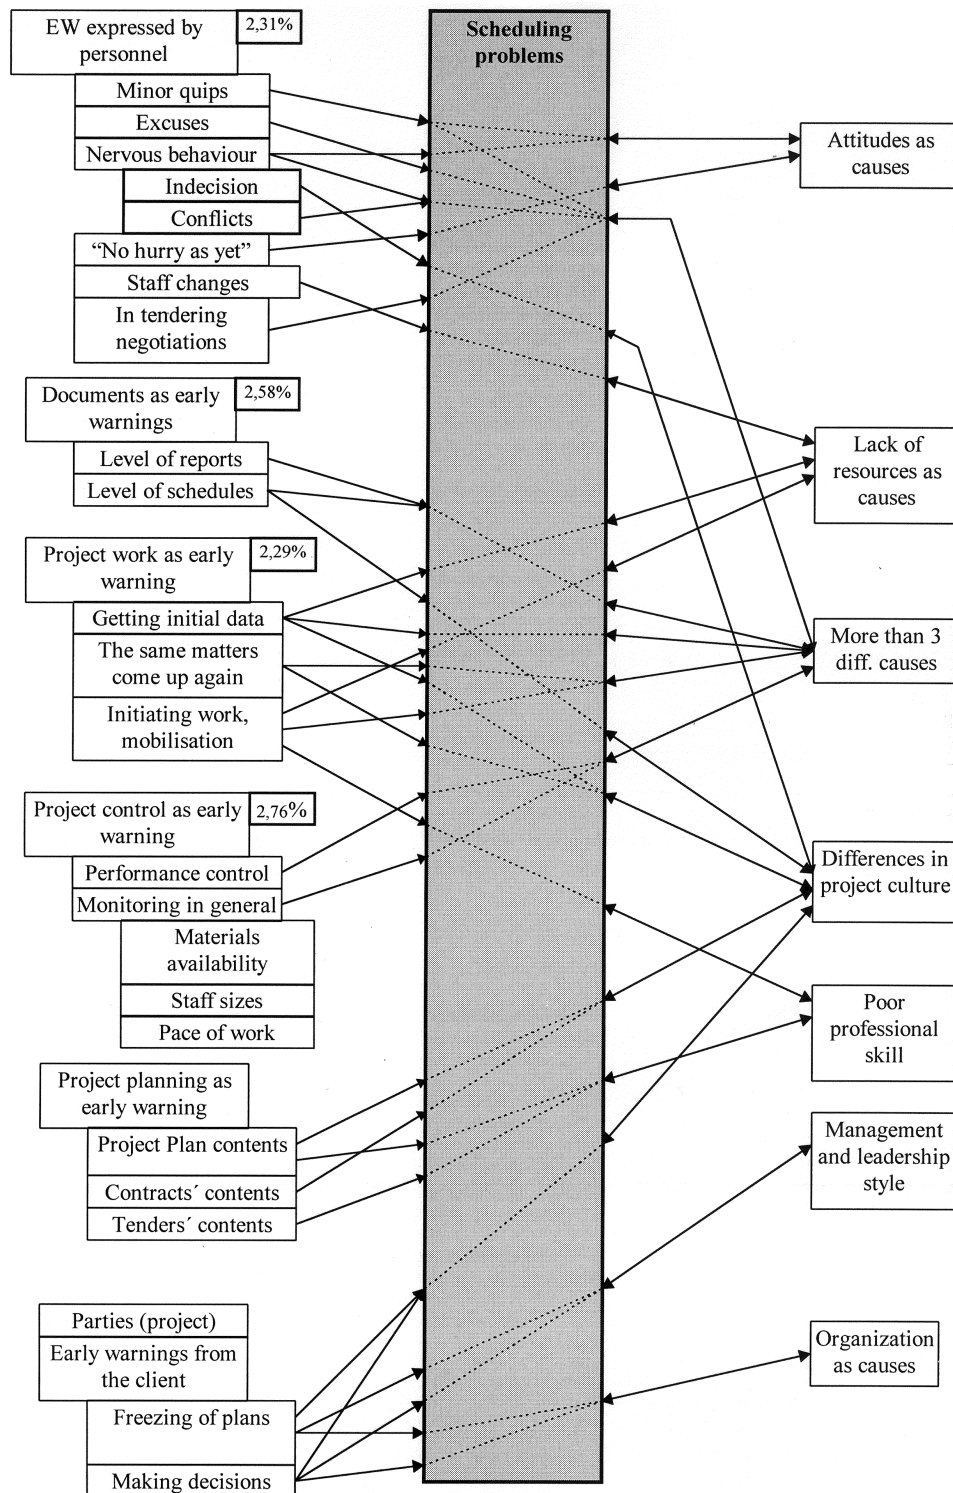 EW expressed by
personnel
2,31%
Minor quips
Excuses
Nervous behaviour
Indecision
Conflicts
“No hurry as yet”
Staff changes
In tendering
negotiations
Documents as early
warnings
2,58%
Level of reports
Level of schedules
Project work as early
warning
2,29%
Getting initial data
The same matters
come up again
Initiating work,
mobilisation
Project control as early
warning
2,76%
Performance control
Monitoring in general
Materials
availability
Staff sizes
Pace of work
Project planning as
early warning
Project Plan contents
Contracts´ contents
Tenders´ contents
Parties (project)
Early warnings from
the client
Freezing of plans
Making decisions
Scheduling
problems
Attitudes as
causes
Lack of
resources as
causes
More than 3
diff. causes
Differences in
project culture
Poor
professional
skill
Management
and leadership
style
Organization
as causes